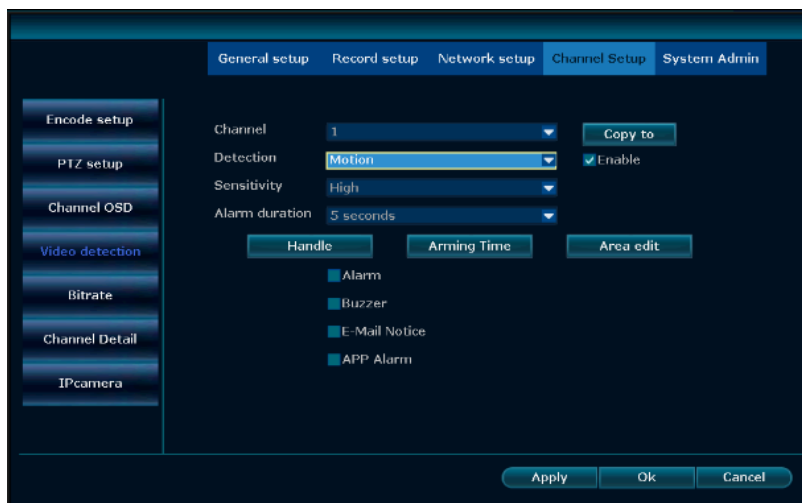 General setup Record setup Network setup Channel Setup System Admin
Encode setup
PTZ setup
Channel OSD
Video detection
Bitrate
Channel Detail
IPcamera
Channel 1 Copy to
Detection Motion Enable
Sensitivity High
Alarm duration 5 seconds
Handle Arming Time Area edit
Alarm
Buzzer
E-Mail Notice
APP Alarm
Apply Ok Cancel